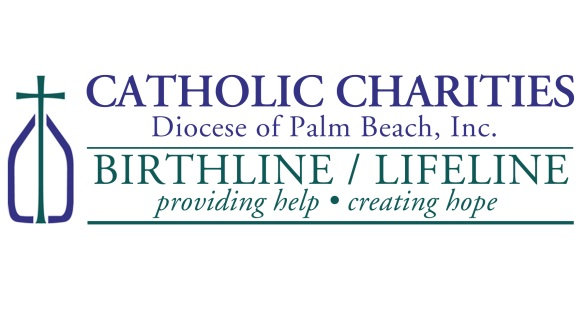 CATHOLIC CHARITIES
Diocese of Palm Beach, Inc.
BIRTHLINE / LIFELINE
providing help • creating hope